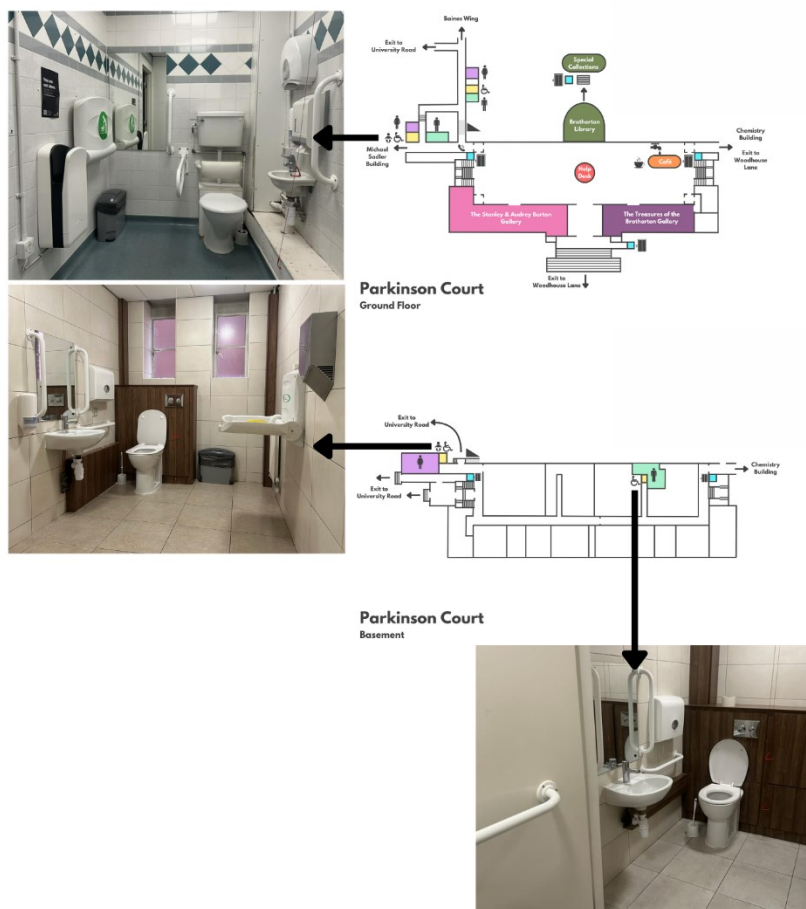 Baines Wing
Exit to
University Road
Special
Collections
Brotherton
Library
Chemistry
Building
Exit to
Woodhouse
Lane
Michael
Sadler
Building
Help
Desk
Café
The Stanley & Audrey Burton
Gallery
The Treasures of the
Brotherton Gallery
Exit to
Woodhouse Lane
Parkinson Court
Ground Floor
Exit to
University Road
Exit to
University Road
Chemistry
Building
Parkinson Court
Basement